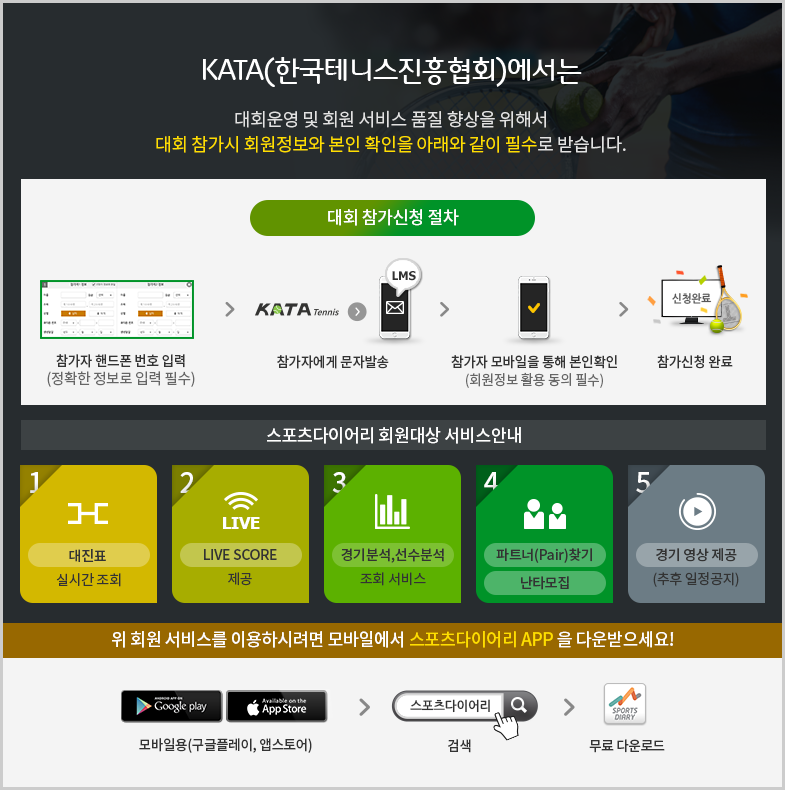 KATA(한국테니스진흥협회)에서는
대회운영 및 회원 서비스 품질 향상을 위해서
대회 참가시 회원정보와 본인 확인을 아래와 같이 필수로 받습니다.
대회 참가신청 절차
LMS
KATA Tennis
신청완료
참가자 핸드폰 번호 입력
(정확한 정보로 입력 필수)
참가자에게 문자발송
참가자 모바일을 통해 본인확인
(회원정보 활용 동의 필수)
참가신청 완료
스포츠다이어리 회원대상 서비스안내
1
대진표
실시간 조회
2
LIVE
LIVE SCORE
제공
3
경기분석,선수분석
조회 서비스
4
파트너(Pair)찾기
난타모집
5
경기 영상 제공
(추후 일정공지)
위 회원 서비스를 이용하시려면 모바일에서 스포츠다이어리 APP 을 다운받으세요!
ANDROID APP ON
Google play
Available on the
App Store
스포츠다이어리
SPORTS
DIARY
모바일용(구글플레이, 앱스토어)
검색
무료 다운로드